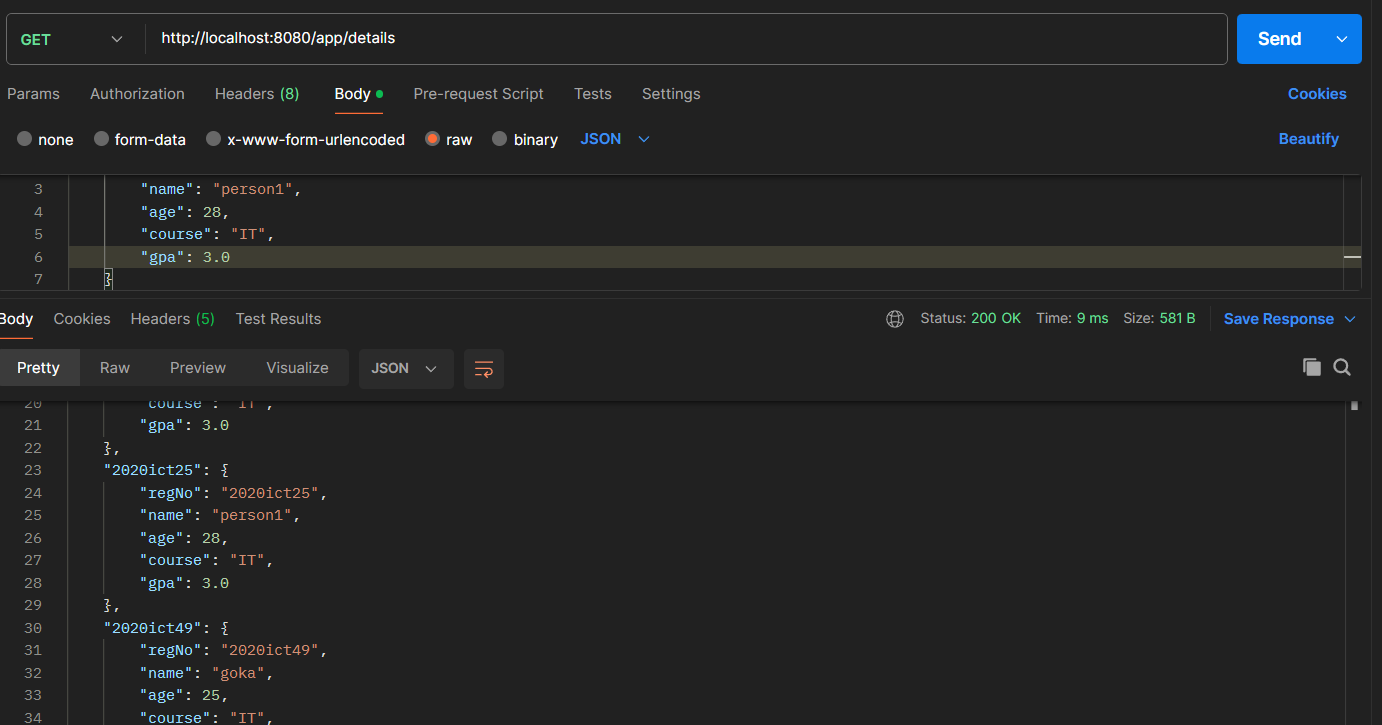 GET http://localhost:8080/app/details Send
Params Authorization Headers (8) Body Pre-request Script Tests Settings Cookies
none form-data x-www-form-urlencoded raw binary JSON Beautify
3 "name": "person1",
4 "age": 28,
5 "course": "IT",
6 "gpa": 3.0
7 }
Body Cookies Headers (5) Test Results Status: 200 OK Time: 9 ms Size: 581 B Save Response
Pretty Raw Preview Visualize JSON
20 "course": "IT",
21 "gpa": 3.0
22 },
23 "2020ict25": {
24 "regNo": "2020ict25",
25 "name": "person1",
26 "age": 28,
27 "course": "IT",
28 "gpa": 3.0
29 },
30 "2020ict49": {
31 "regNo": "2020ict49",
32 "name": "goka",
33 "age": 25,
34 "course": "IT",